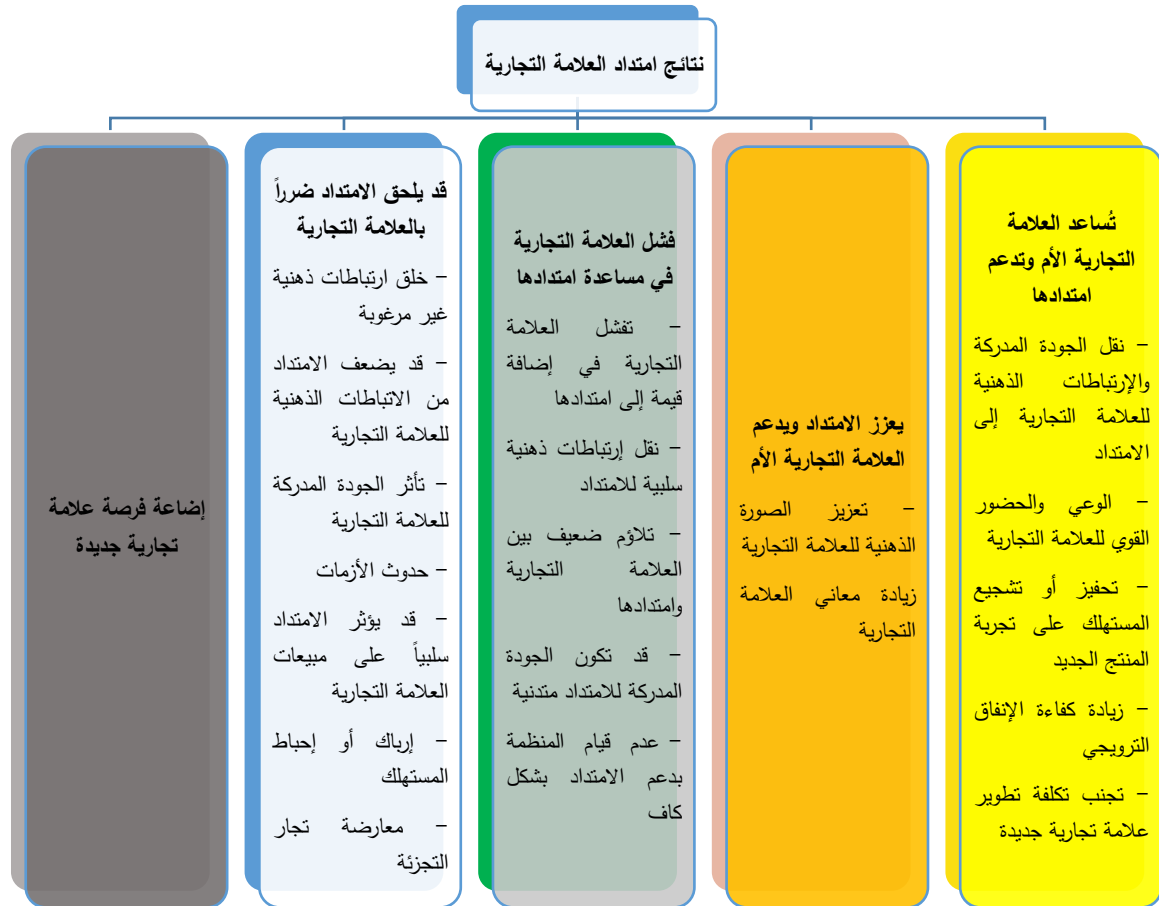 نتائج امتداد العلامة التجارية
تُساعد العلامة
التجارية الأم وتدعم
امتدادها
– نقل الجودة المدركة
والإرتباطات الذهنية
للعلامة التجارية إلى
الامتداد
– الوعي والحضور
القوي للعلامة التجارية
– تحفيز أو تشجيع
المستهلك على تجربة
المنتج الجديد
– زيادة كفاءة الإنفاق
الترويجي
– تجنب تكلفة تطوير
علامة تجارية جديدة
يعزز الامتداد ويدعم
العلامة التجارية الأم
– تعزيز الصورة
الذهنية للعلامة التجارية
زيادة معاني العلامة
التجارية
فشل العلامة التجارية
في مساعدة امتدادها
– تفشل العلامة
التجارية في إضافة
قيمة إلى امتدادها
– نقل إرتباطات ذهنية
سلبية للامتداد
– تلاؤم ضعيف بين
العلامة التجارية
وامتدادها
– قد تكون الجودة
المدركة للامتداد متدنية
– عدم قيام المنظمة
بدعم الامتداد بشكل
كاف
قد يلحق الامتداد ضرراً
بالعلامة التجارية
– خلق ارتباطات ذهنية
غير مرغوبة
– قد يضعف الامتداد
من الاتباطات الذهنية
للعلامة التجارية
– تأثر الجودة المدركة
للعلامة التجارية
– حدوث الأزمات
– قد يؤثر الامتداد
سلبياً على مبيعات
العلامة التجارية
– إرباك أو إحباط
المستهلك
– معارضة تجار
التجزئة
إضاعة فرصة علامة
تجارية جديدة